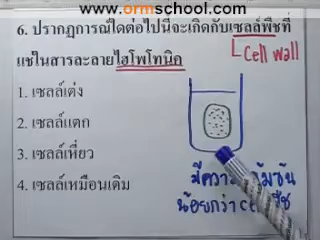 www.ormschool.com
6. ปรากฏการณ์ใดต่อไปนี้จะเกิดกับเซลล์พืชที่
แช่ในสารละลายไฮโพโทนิก
Cell wall
1. เซลล์เต่ง
2. เซลล์แตก
3. เซลล์เหี่ยว
4. เซลล์เหมือนเดิม
มีความ
น้อยกว่า